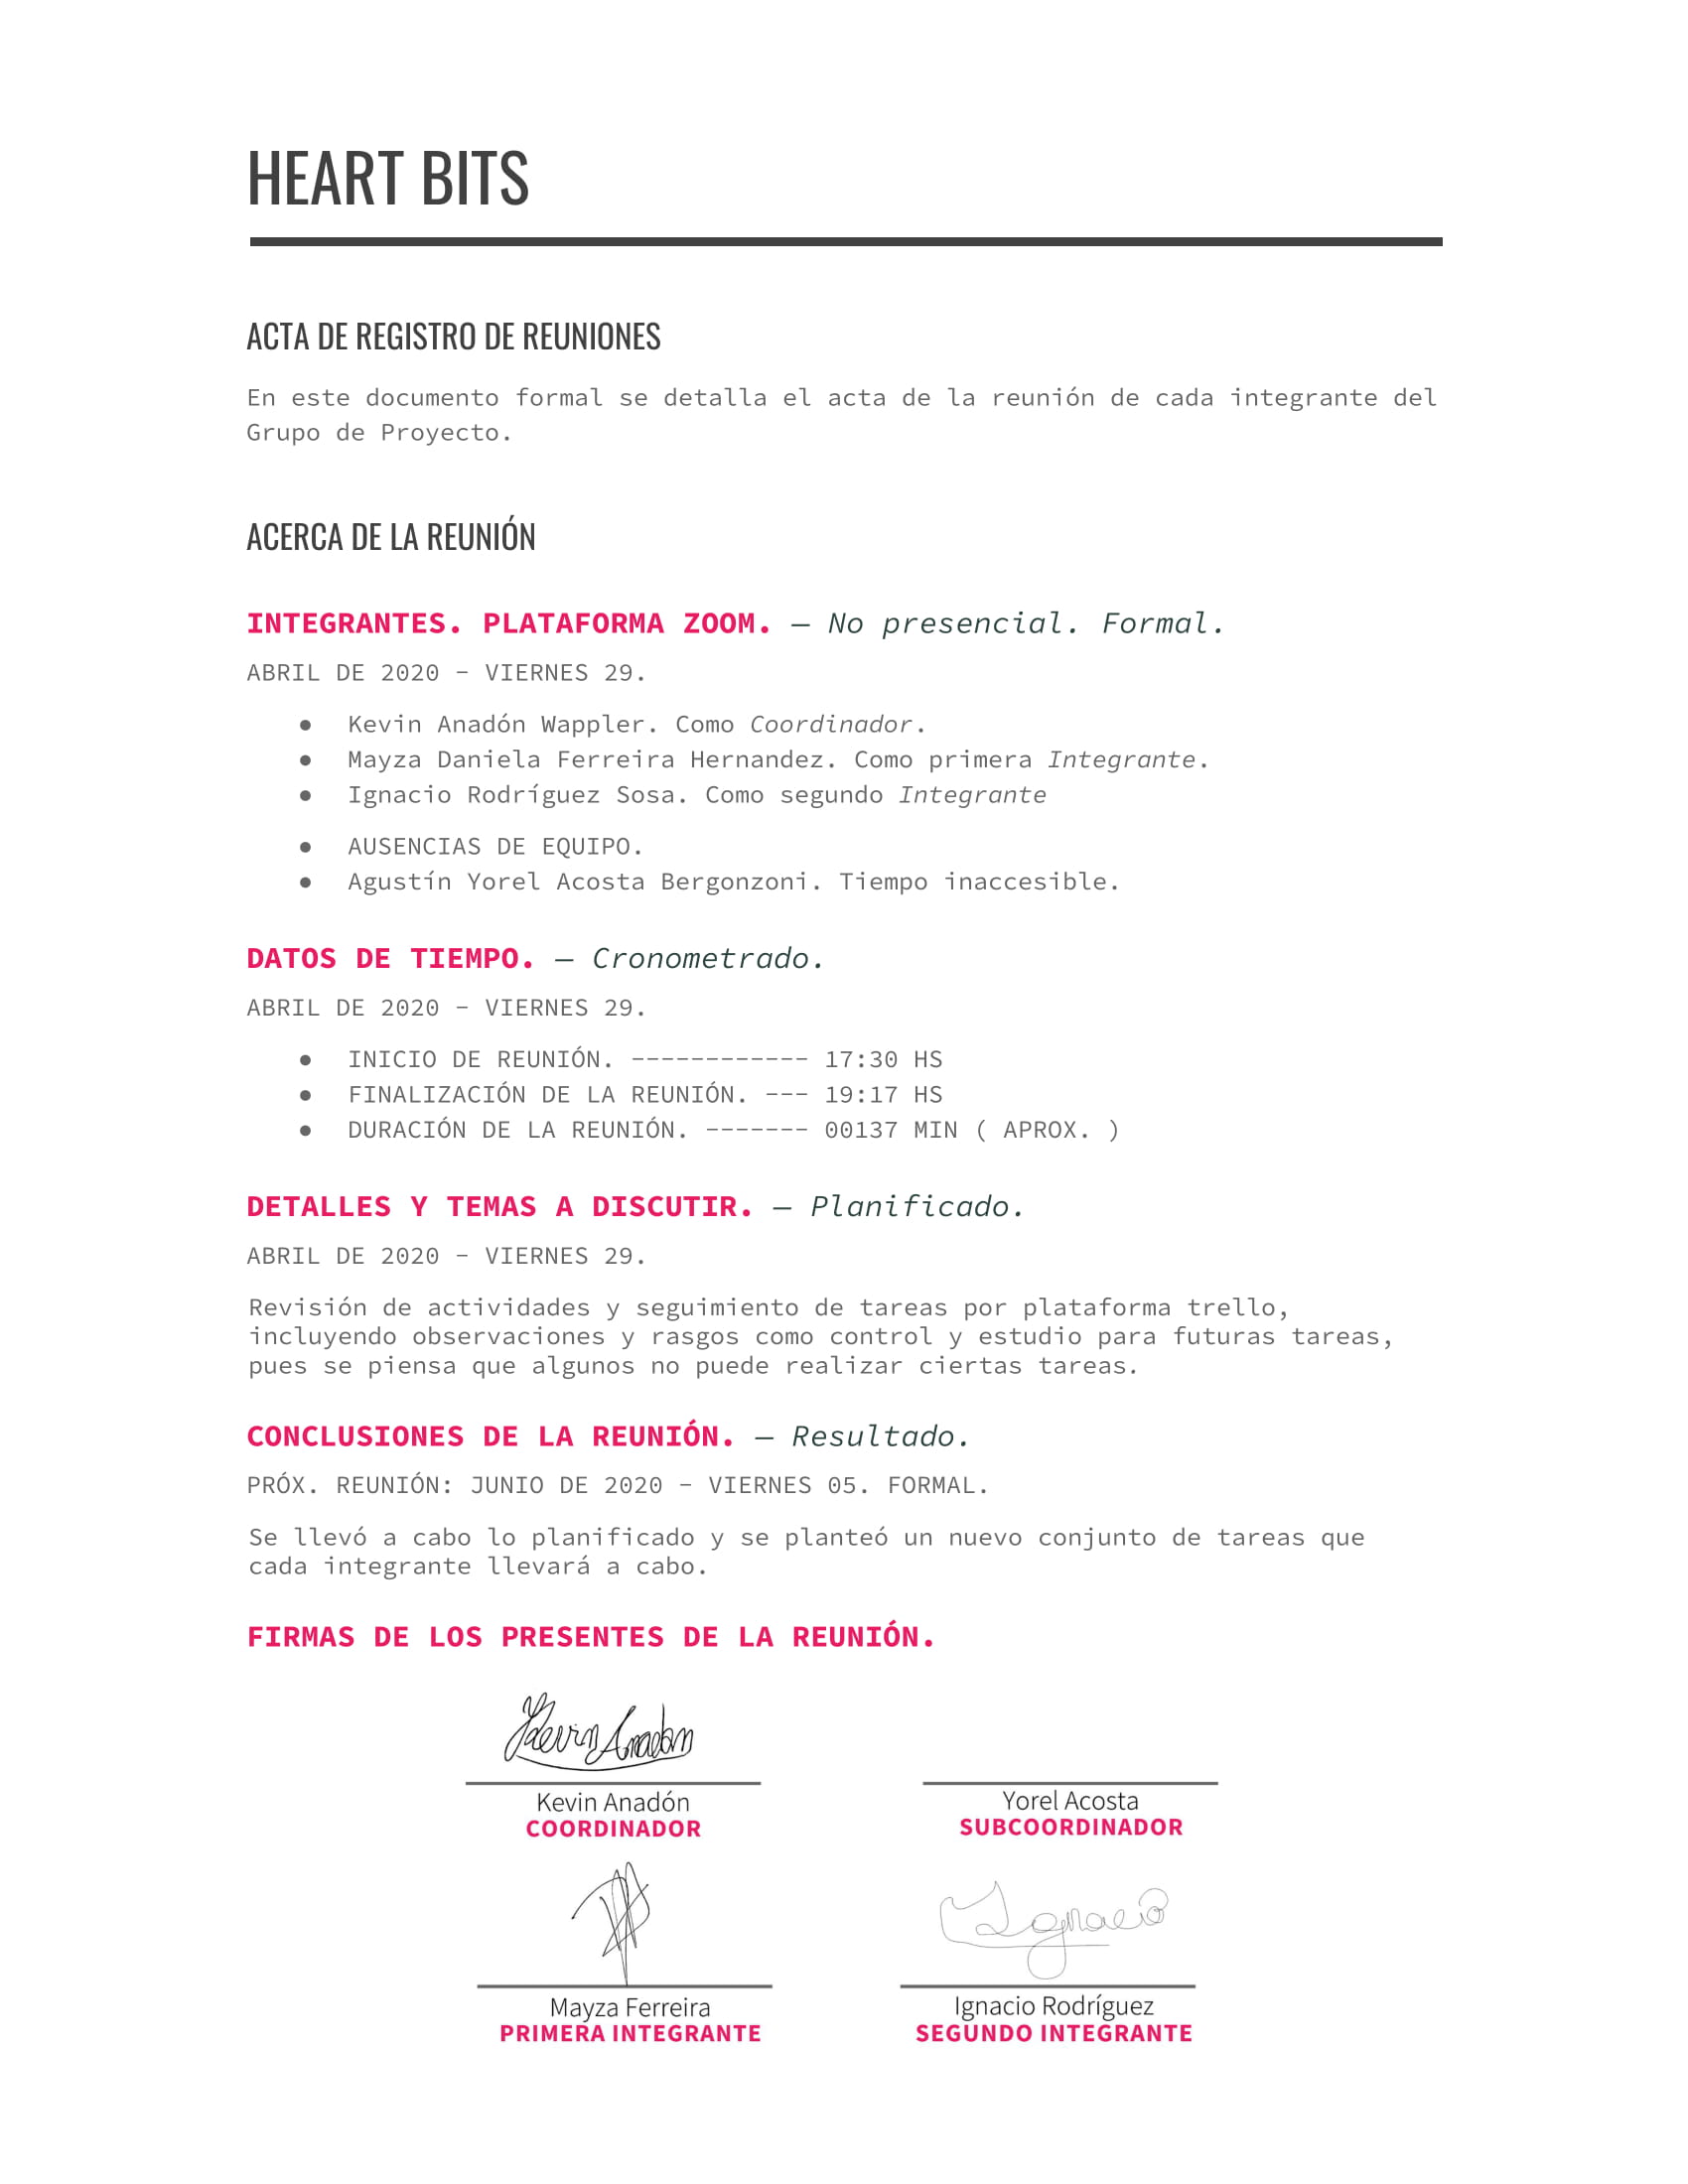 HEART BITS
ACTA DE REGISTRO DE REUNIONES
En este documento formal se detalla el acta de la reunión de cada integrante del
Grupo de Proyecto.
ACERCA DE LA REUNIÓN
INTEGRANTES. PLATAFORMA ZOOM. — No presencial. Formal.
ABRIL DE 2020 - VIERNES 29.
● Kevin Anadón Wappler. Como Coordinador.
● Mayza Daniela Ferreira Hernandez. Como primera Integrante.
● Ignacio Rodríguez Sosa. Como segundo Integrante
● AUSENCIAS DE EQUIPO.
● Agustín Yorel Acosta Bergonzoni. Tiempo inaccesible.
DATOS DE TIEMPO. — Cronometrado.
ABRIL DE 2020 - VIERNES 29.
● INICIO DE REUNIÓN. ------------ 17:30 HS
● FINALIZACIÓN DE LA REUNIÓN. --- 19:17 HS
● DURACIÓN DE LA REUNIÓN. ------- 00137 MIN ( APROX. )
DETALLES Y TEMAS A DISCUTIR. — Planificado.
ABRIL DE 2020 - VIERNES 29.
Revisión de actividades y seguimiento de tareas por plataforma trello,
incluyendo observaciones y rasgos como control y estudio para futuras tareas,
pues se piensa que algunos no puede realizar ciertas tareas.
CONCLUSIONES DE LA REUNIÓN. — Resultado.
PRÓX. REUNIÓN: JUNIO DE 2020 - VIERNES 05. FORMAL.
Se llevó a cabo lo planificado y se planteó un nuevo conjunto de tareas que
cada integrante llevará a cabo.
FIRMAS DE LOS PRESENTES DE LA REUNIÓN.
Kevin Anadón
Kevin Anadón
COORDINADOR
Yorel Acosta
SUBCOORDINADOR
Ignacio
Mayza Ferreira
PRIMERA INTEGRANTE
Ignacio Rodríguez
SEGUNDO INTEGRANTE